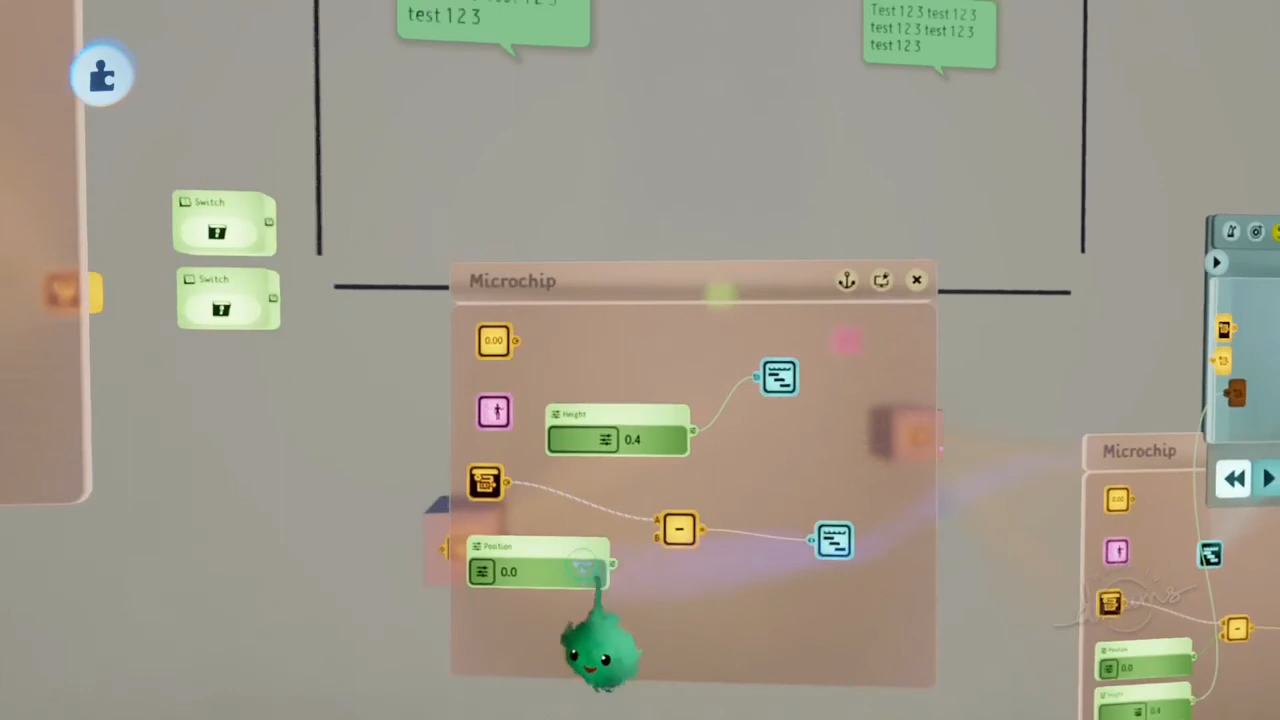 test 1 2 3
Test 1 2 3 test 1 2 3
test 1 2 3 test 1 2 3
test 1 2 3
Switch
Switch
Microchip
0.00
Height
0.4
Position
0.0
Microchip
0.00
Position
0.0
Height
0.4